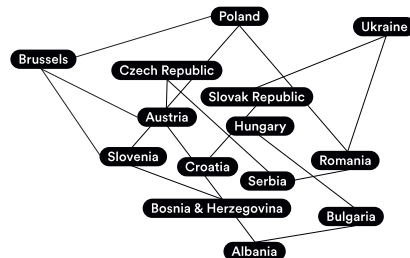 Poland
Ukraine
Brussels
Czech Republic
Slovak Republic
Austria
Hungary
Slovenia
Croatia
Romania
Serbia
Bosnia & Herzegovina
Bulgaria
Albania